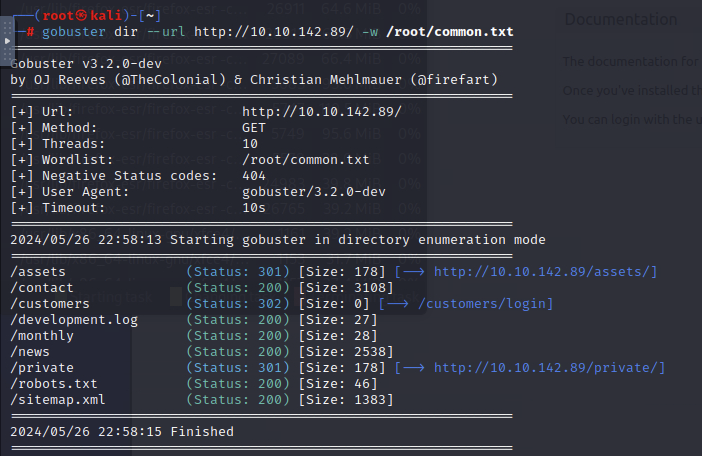 (root㉿kali)-[~]
# gobuster dir --url http://10.10.142.89/ -w /root/common.txt
Gobuster v3.2.0-dev
by OJ Reeves (@TheColonial) & Christian Mehlmauer (@firefart)
[+] Url: http://10.10.142.89/
[+] Method: GET
[+] Threads: 10
[+] Wordlist: /root/common.txt
[+] Negative Status codes: 404
[+] User Agent: gobuster/3.2.0-dev
[+] Timeout: 10s
2024/05/26 22:58:13 Starting gobuster in directory enumeration mode
/assets (Status: 301) [Size: 178] [--> http://10.10.142.89/assets/]
/contact (Status: 200) [Size: 3108]
/customers (Status: 302) [Size: 0] [--> /customers/login]
/development.log (Status: 200) [Size: 27]
/monthly (Status: 200) [Size: 28]
/news (Status: 200) [Size: 2538]
/private (Status: 301) [Size: 178] [--> http://10.10.142.89/private/]
/robots.txt (Status: 200) [Size: 46]
/sitemap.xml (Status: 200) [Size: 1383]
2024/05/26 22:58:15 Finished
Documentation
The documentation for
Once you've installed th
You can login with the u